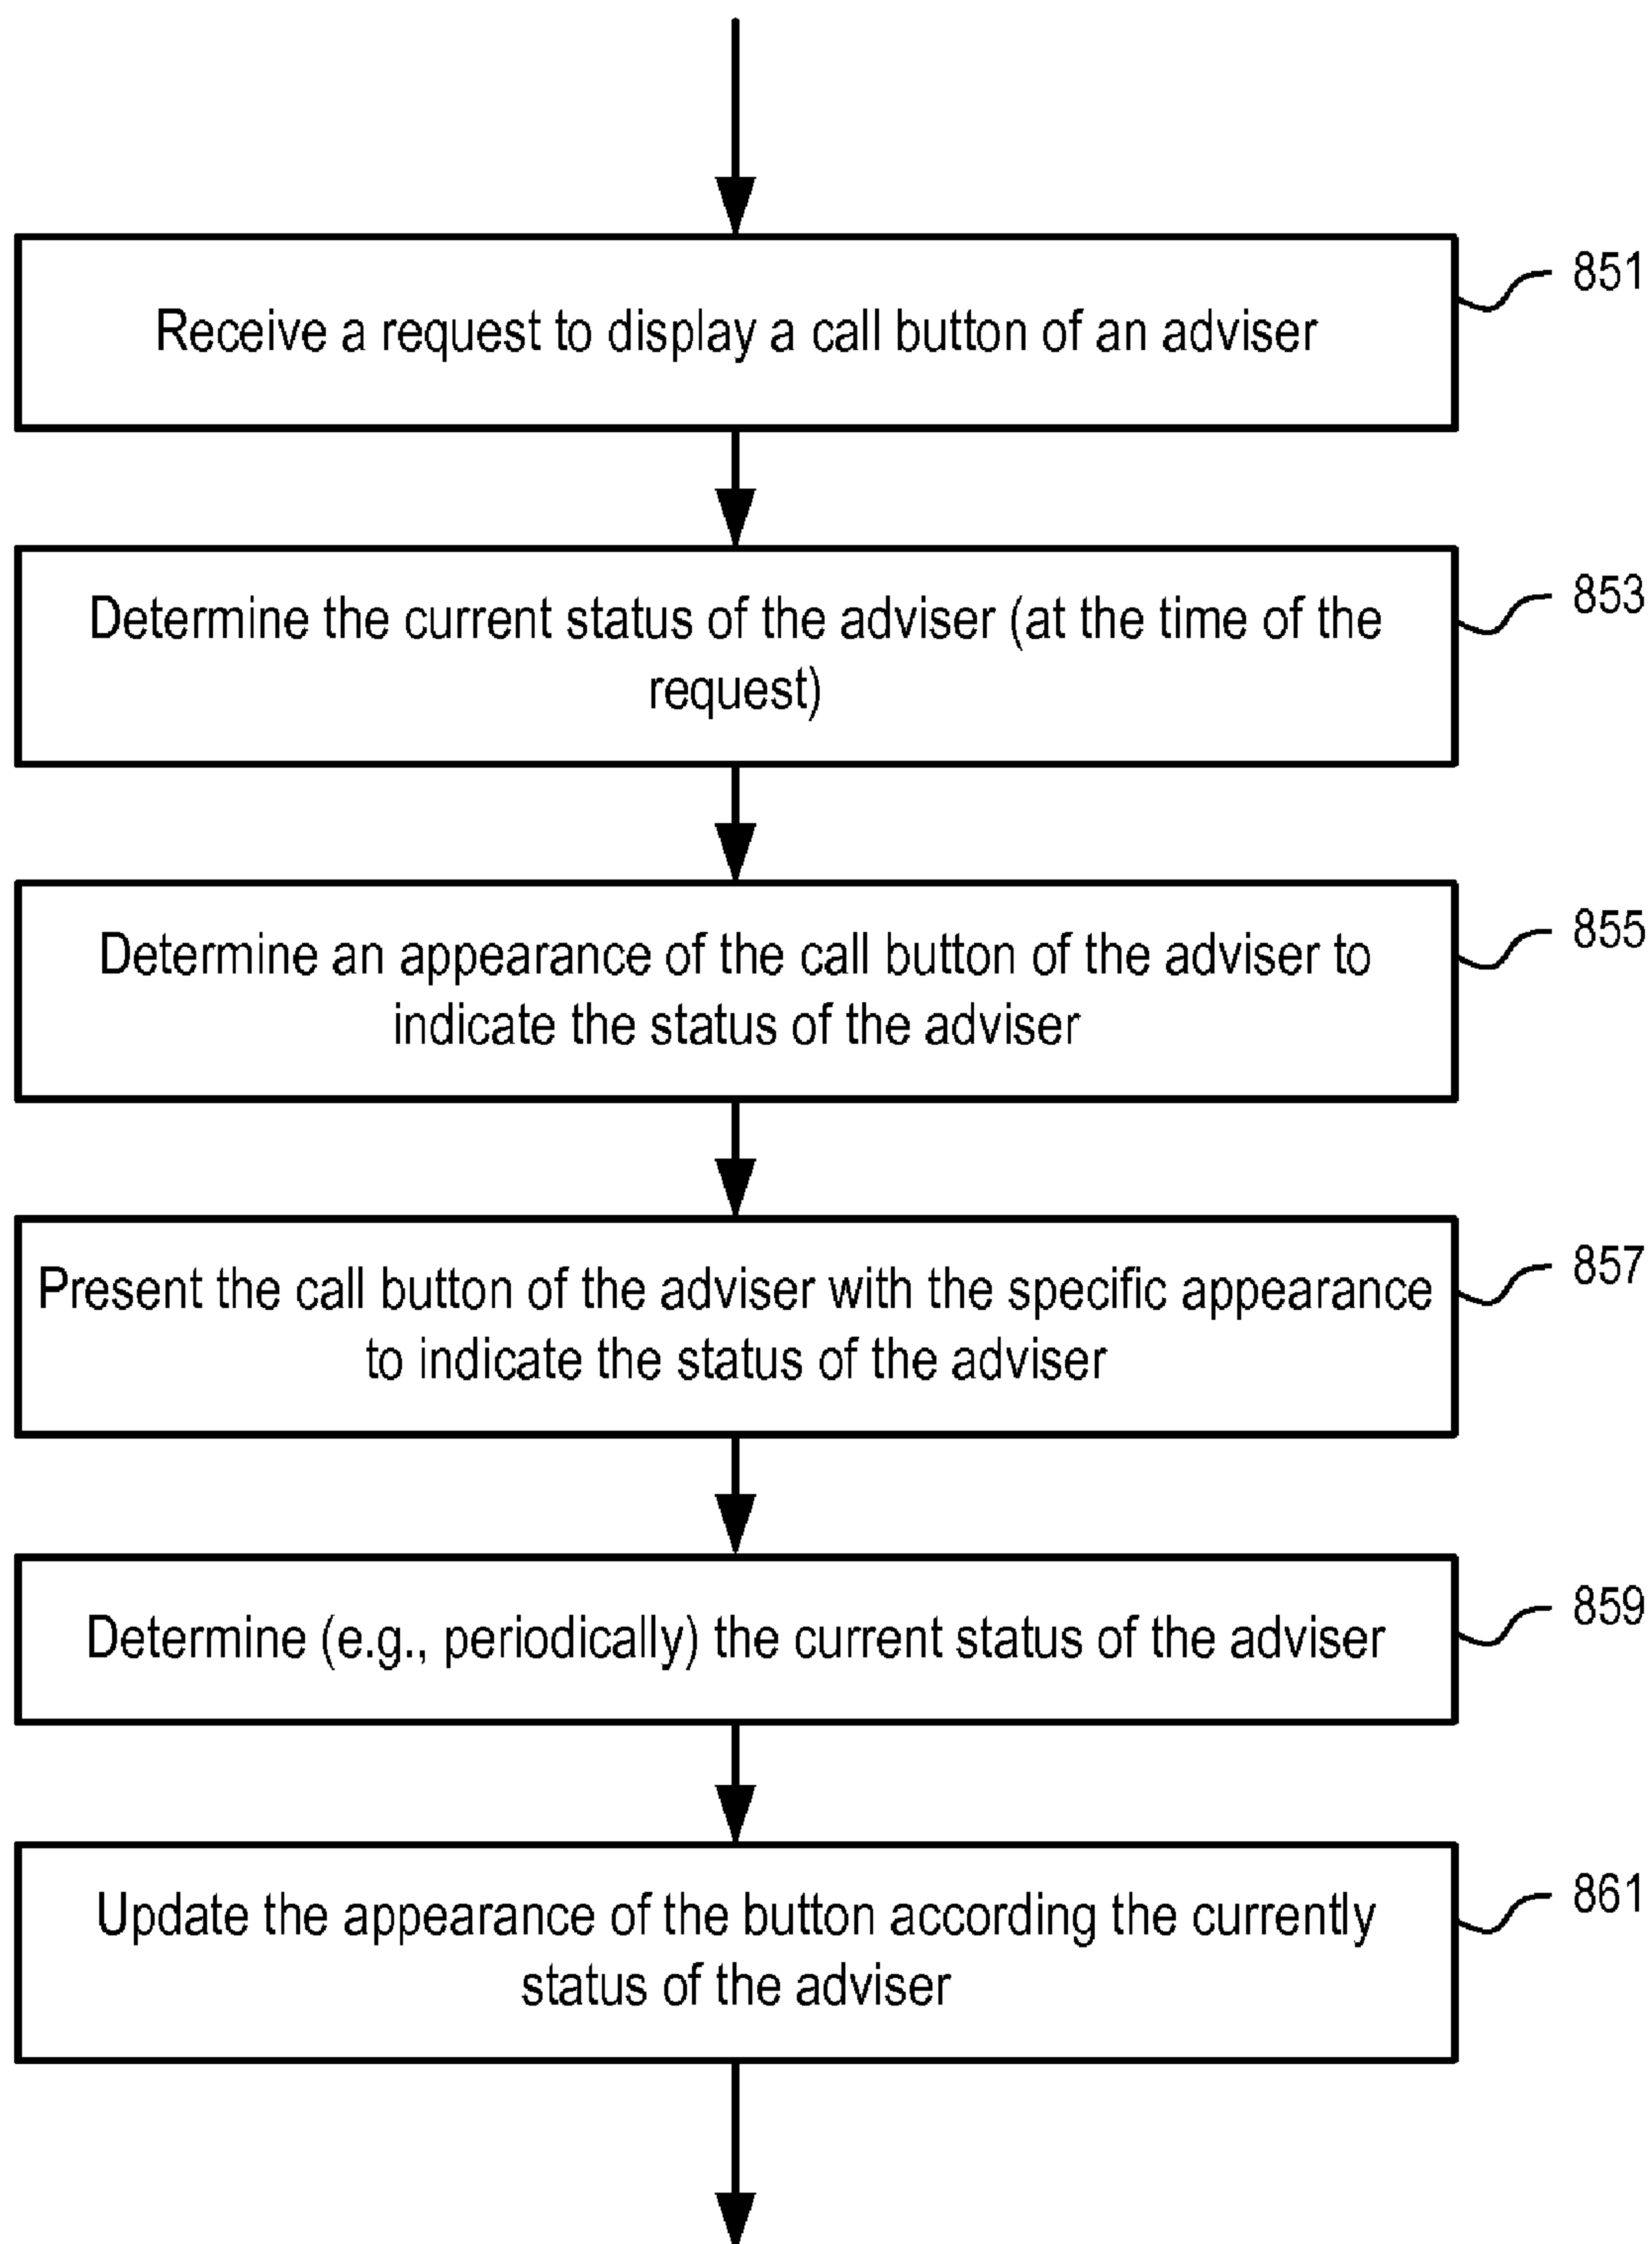 Receive a request to display a call button of an adviser
851
Determine the current status of the adviser (at the time of the
request)
853
Determine an appearance of the call button of the adviser to
indicate the status of the adviser
855
Present the call button of the adviser with the specific appearance
to indicate the status of the adviser
857
Determine (e.g., periodically) the current status of the adviser
859
Update the appearance of the button according the currently
status of the adviser
861